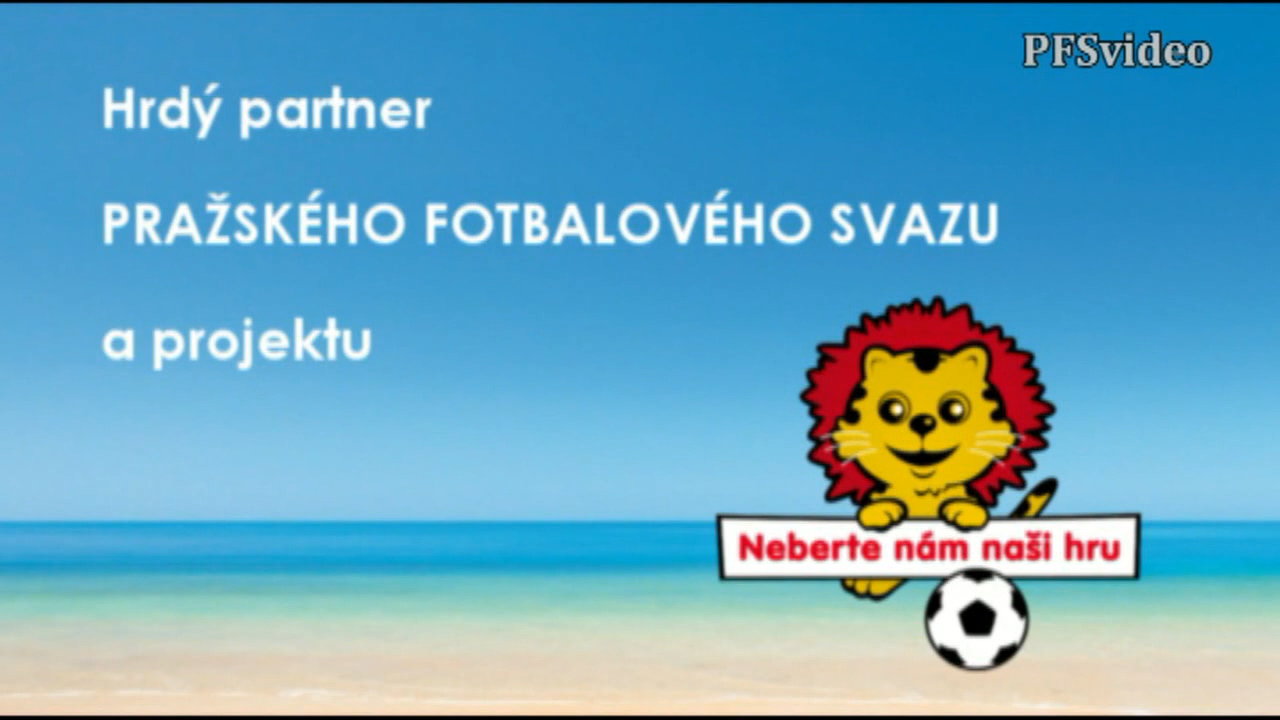 PFSvideo
Hrdý partner
PRAŽSKÉHO FOTBALOVÉHO SVAZU
a projektu
Neberte nám naši hru